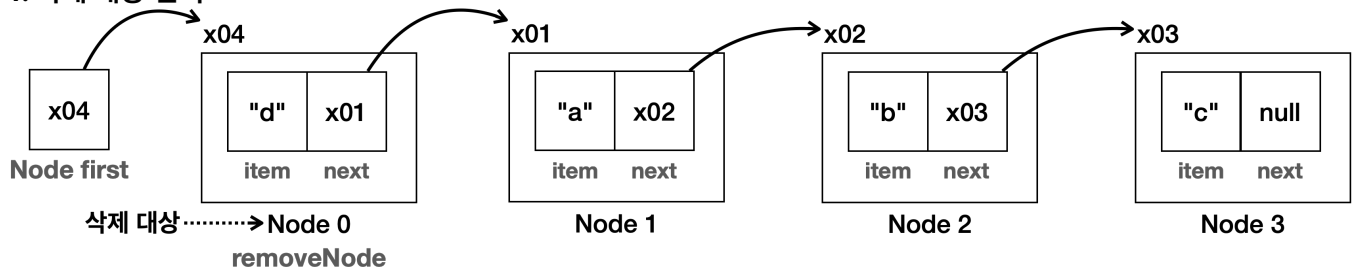 x04
x01
x02
x03
x04
"d"
x01
"a"
x02
"b"
x03
"c"
null
Node first
item
next
item
next
item
next
item
next
삭제 대상
Node 0
Node 1
Node 2
Node 3
removeNode